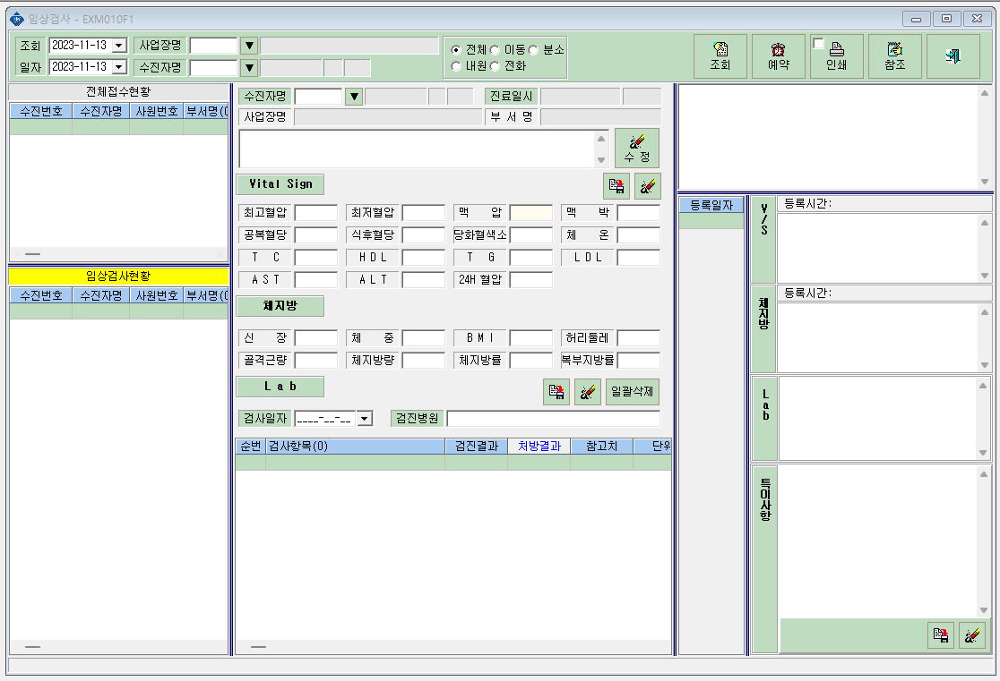 임상검사 - EXM010F1
조회 2023-11-13 사업장명 전체 이동 분소
일자 2023-11-13 수진자명 내원 전화
조회 예약 인쇄 참조
전체접수현황
수진번호 수진자명 사원번호 부서명(0
임상검사현황
수진번호 수진자명 사원번호 부서명(0
수진자명 진료일시
사업장명 부 서 명
수 정
Vital Sign
최고혈압 최저혈압 맥 압 맥 박
공복혈당 식후혈당 당화혈색소 체 온
T C HDL T G LDL
AST ALT 24H 혈압
체지방
신 장 체 중 BMI 허리둘레
골격근량 체지방량 체지방률 복부지방률
Lab
일괄삭제
검사일자 ____-__-__ 검진병원
순번 검사항목(0) 검진결과 처방결과 참고치 단위
등록일자
V/S
등록시간:
체지방
등록시간:
Lab
특이사항